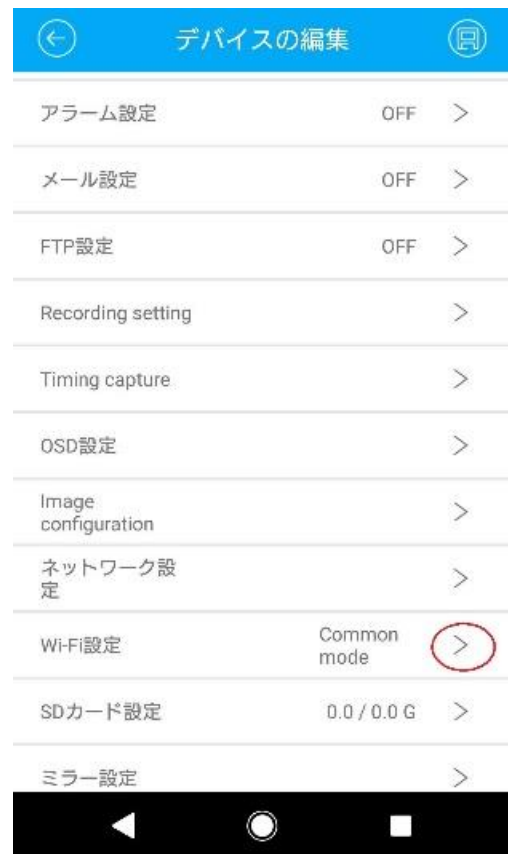 デバイスの編集
アラーム設定 OFF
メール設定 OFF
FTP設定 OFF
Recording setting
Timing capture
OSD設定
Image
configuration
ネットワーク設
定
Wi-Fi設定 Common
mode
SDカード設定 0.0 / 0.0 G
ミラー設定